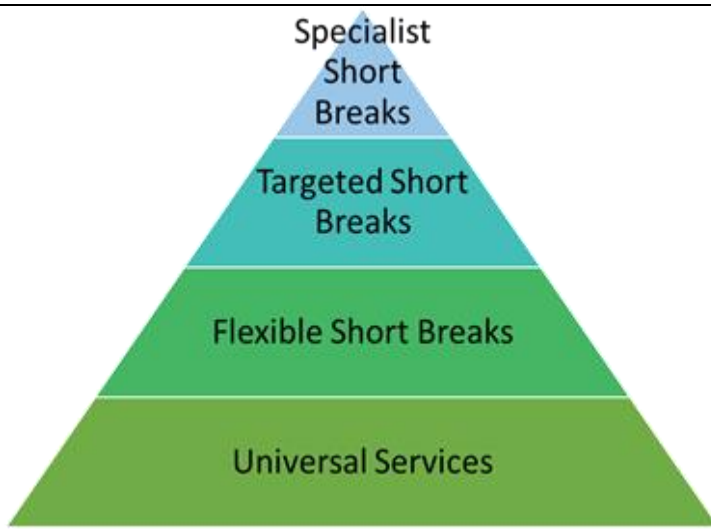 Specialist
Short
Breaks
Targeted Short
Breaks
Flexible Short Breaks
Universal Services